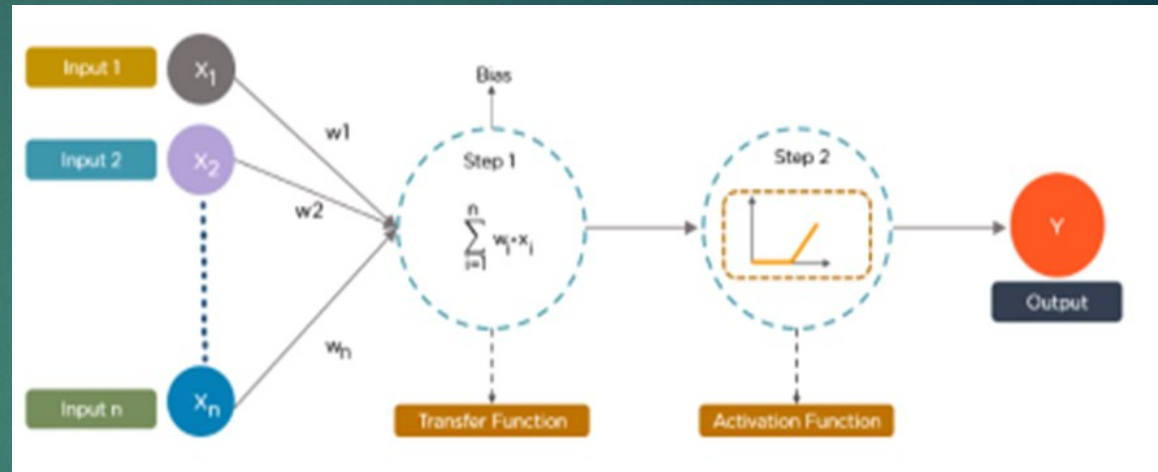 Input 1
X1
w1
Input 2
X2
w2
Input n
Xn
wn
Bias
Step 1
n
∑ wi*xi
i=1
Transfer Function
Step 2
Activation Function
Y
Output